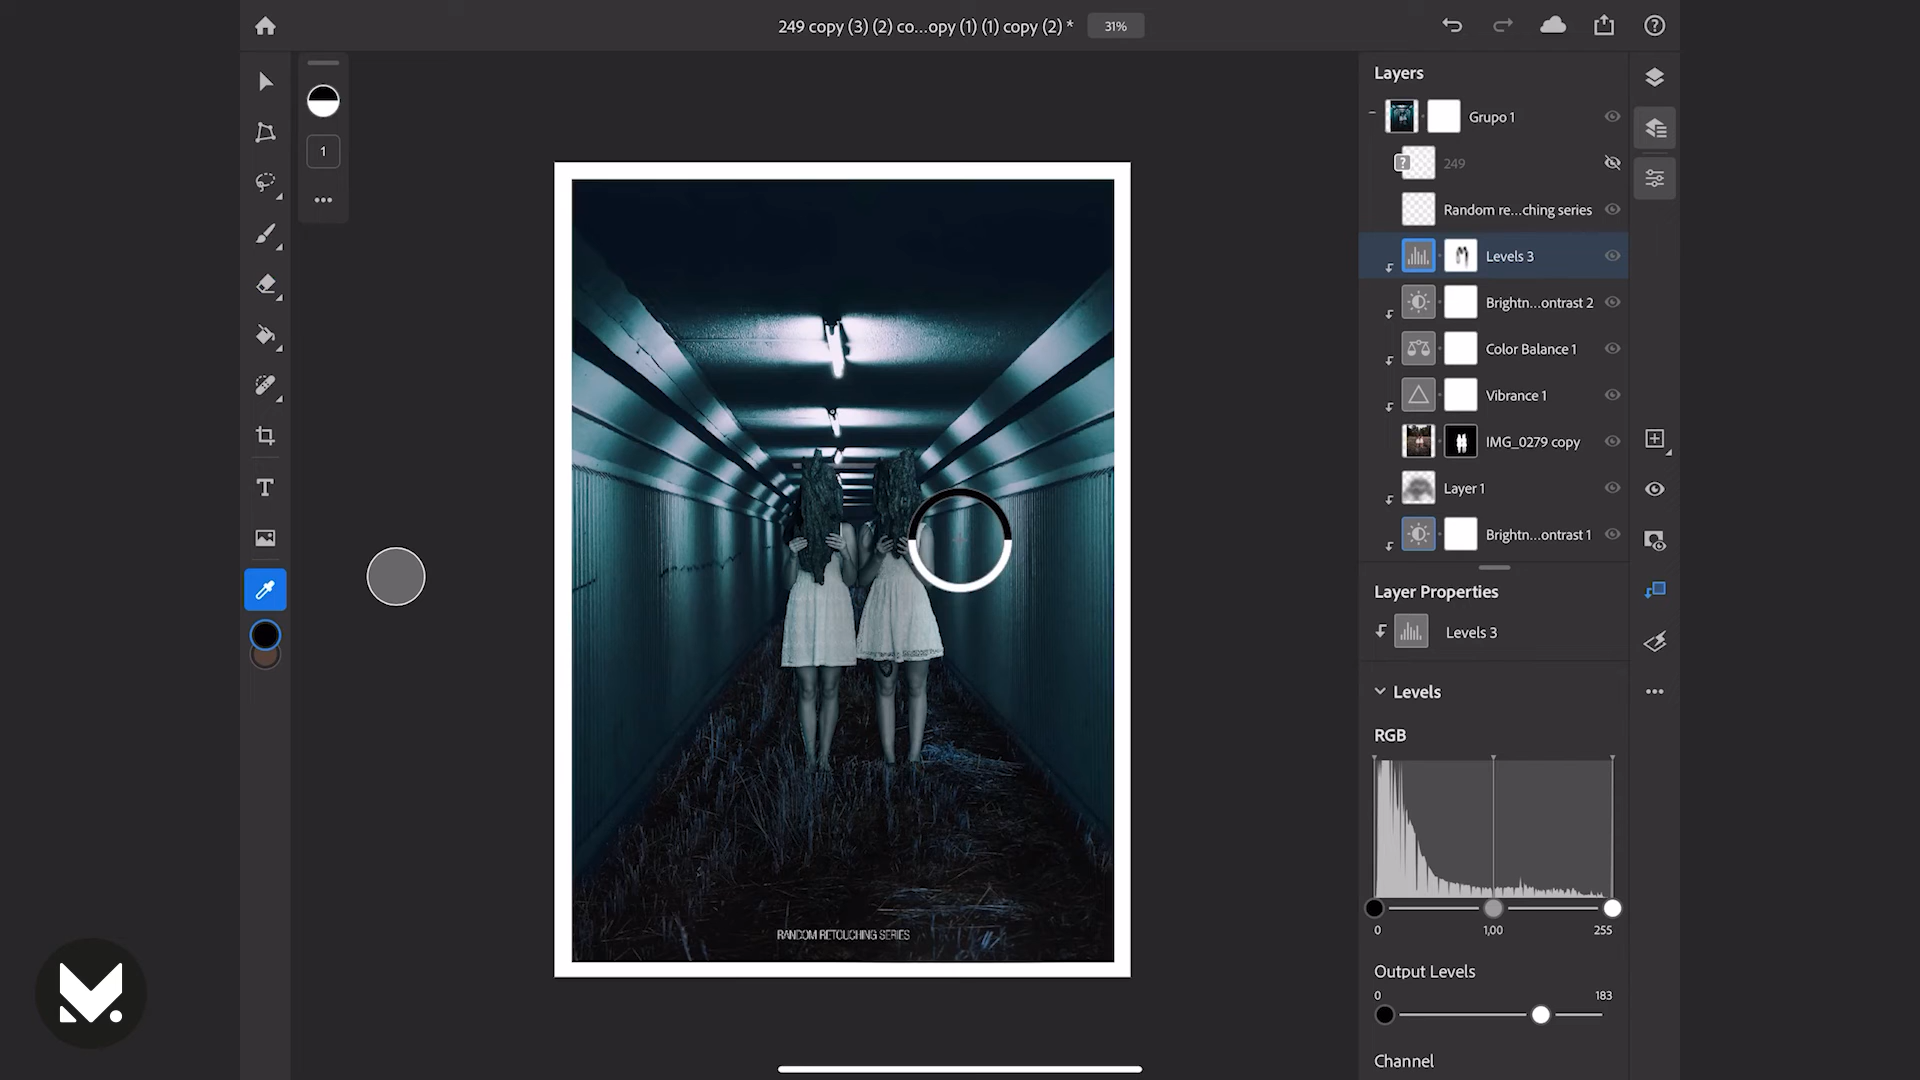 249 copy (3) (2) co...opy (1) (1) copy (2) *
31%
1
Layers
Grupo 1
249
Random re...ching series
Levels 3
Brightn...ontrast 2
Color Balance 1
Vibrance 1
IMG_0279 copy
Layer 1
Brightn...ontrast 1
Layer Properties
Levels 3
Levels
RGB
0
1,00
255
Output Levels
0
183
Channel
RANDOM RETOUCHING SERIES